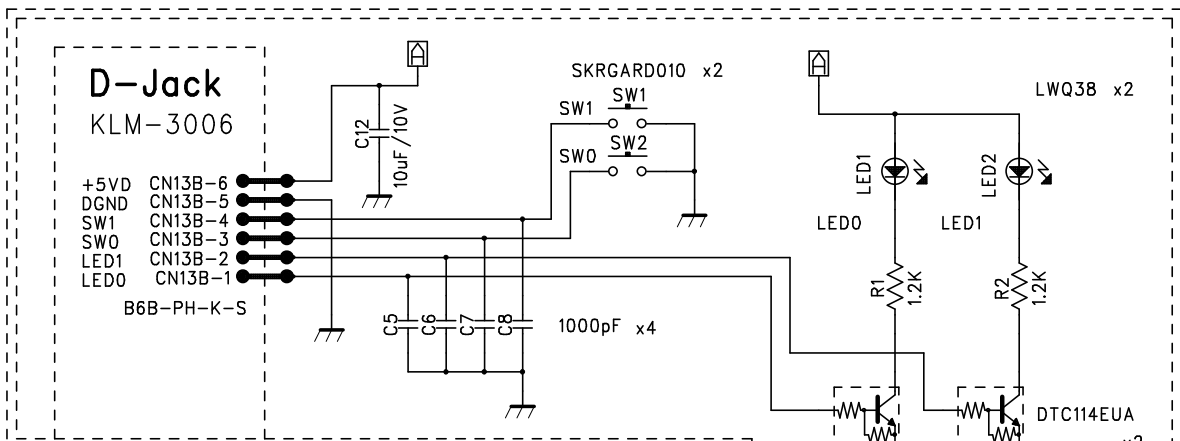 D-Jack
KLM-3006
A
C12
10uF/10V
SKRGARD010 x2
SW1
SW1
SW0
SW2
A
LWQ38 x2
LED1
LED2
LED0
LED1
R1
1.2K
R2
1.2K
+5VD CN13B-6
DGND CN13B-5
SW1 CN13B-4
SW0 CN13B-3
LED1 CN13B-2
LED0 CN13B-1
B6B-PH-K-S
C5
C6
C7
C8
1000pF x4
DTC114EUA
x2